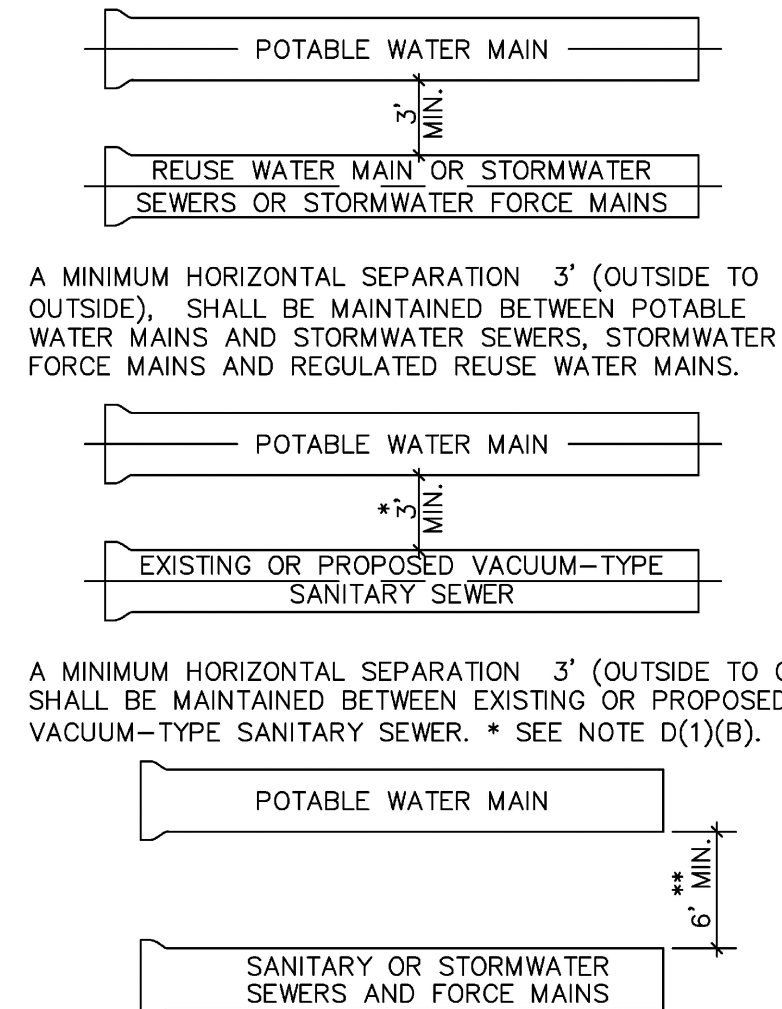 POTABLE WATER MAIN
3'
MIN.
REUSE WATER MAIN OR STORMWATER
SEWERS OR STORMWATER FORCE MAINS
A MINIMUM HORIZONTAL SEPARATION 3' (OUTSIDE TO
OUTSIDE), SHALL BE MAINTAINED BETWEEN POTABLE
WATER MAINS AND STORMWATER SEWERS, STORMWATER
FORCE MAINS AND REGULATED REUSE WATER MAINS.
POTABLE WATER MAIN
*3'
MIN.
EXISTING OR PROPOSED VACUUM-TYPE
SANITARY SEWER
A MINIMUM HORIZONTAL SEPARATION 3' (OUTSIDE TO
SHALL BE MAINTAINED BETWEEN EXISTING OR PROPOSED
VACUUM-TYPE SANITARY SEWER. * SEE NOTE D(1)(B).
POTABLE WATER MAIN
**
6' MIN.
SANITARY OR STORMWATER
SEWERS AND FORCE MAINS